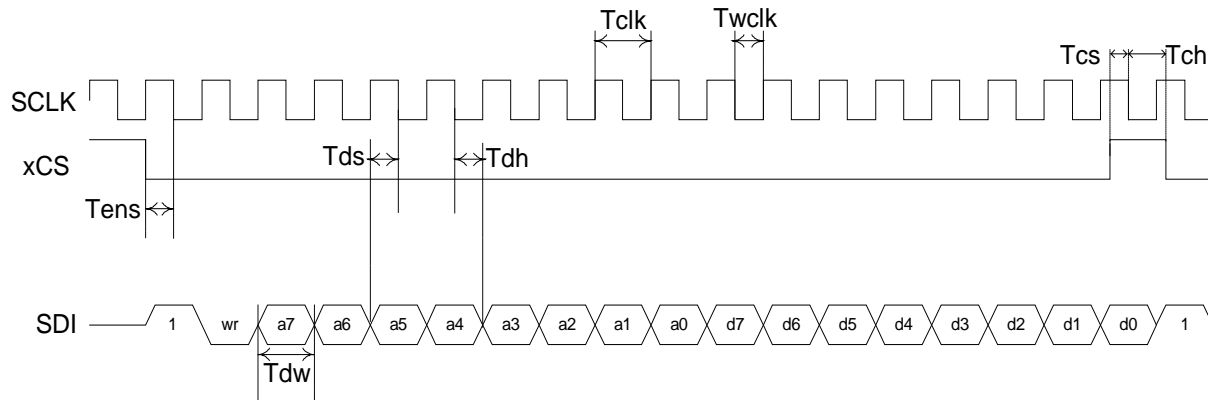 Tclk Twclk
Tcs Tch
SCLK
xCS
Tds Tdh
Tens
SDI 1 wr a7 a6 a5 a4 a3 a2 a1 a0 d7 d6 d5 d4 d3 d2 d1 d0 1
Tdw